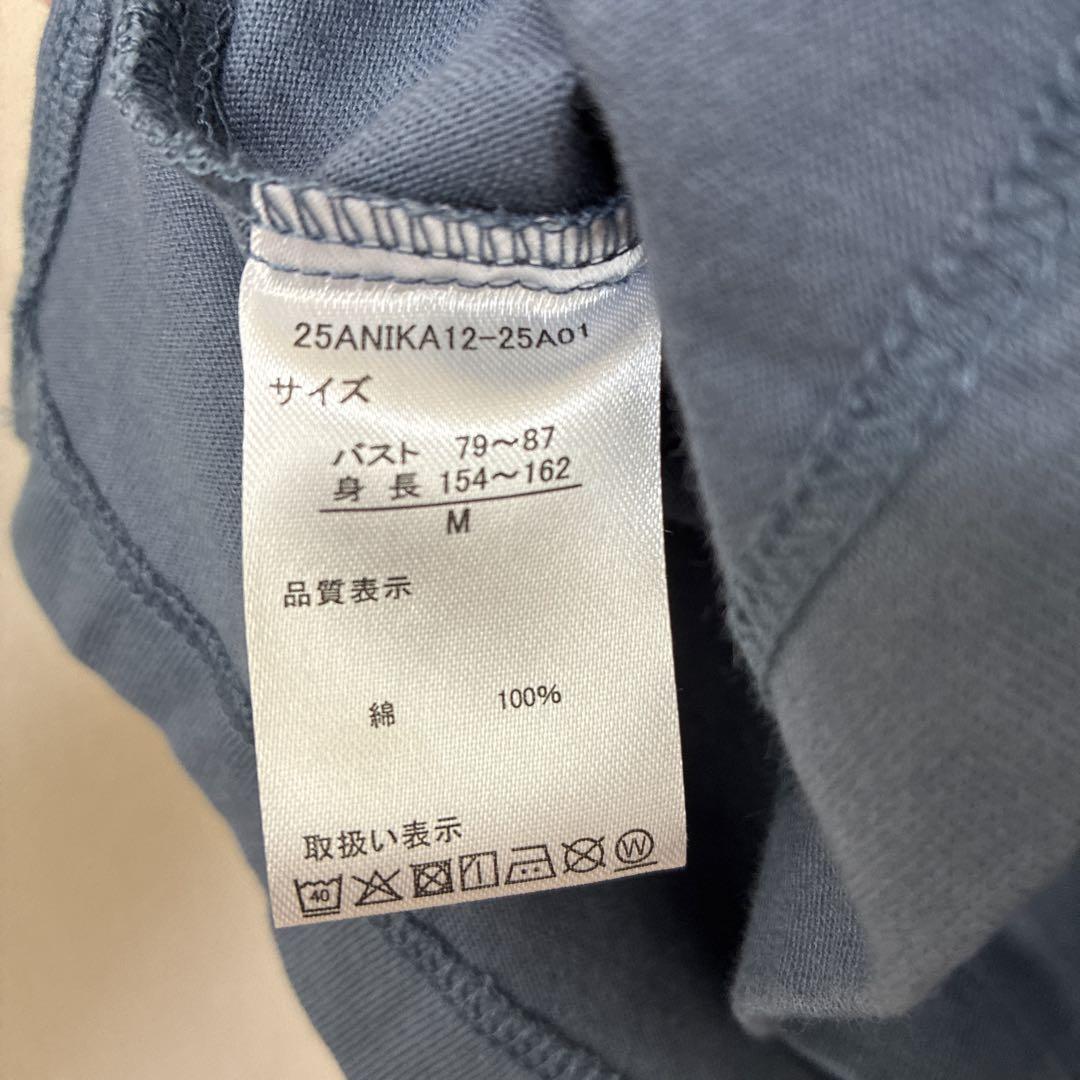 25ANIKA12-25A01
サイズ
バスト 79～87
身長 154～162
M
品質表示
綿 100%
取扱い表示
40 W